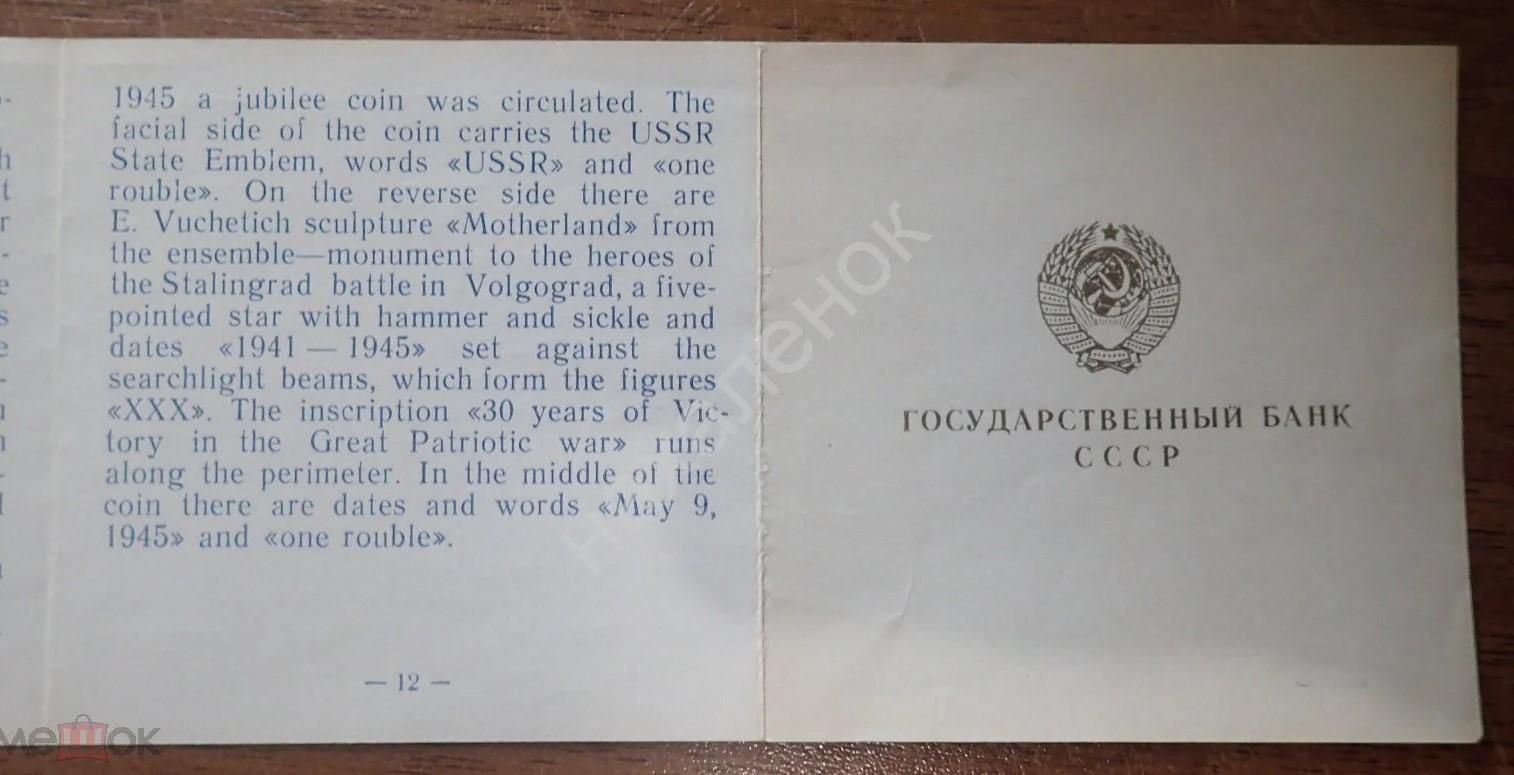 1945 a jubilee coin was circulated. The
facial side of the coin carries the USSR
State Emblem, words «USSR» and «one
rouble». On the reverse side there are
E. Vuchetich sculpture «Motherland» from
the ensemble—monument to the heroes of
the Stalingrad battle in Volgograd, a five-
pointed star with hammer and sickle and
dates «1941 — 1945» set against the
searchlight beams, which form the figures
«XXX». The inscription «30 years of Vic-
tory in the Great Patriotic war» runs
along the perimeter. In the middle of the
coin there are dates and words «May 9,
1945» and «one rouble».
— 12 —
ГОСУДАРСТВЕННЫЙ БАНК
СССР
мешок